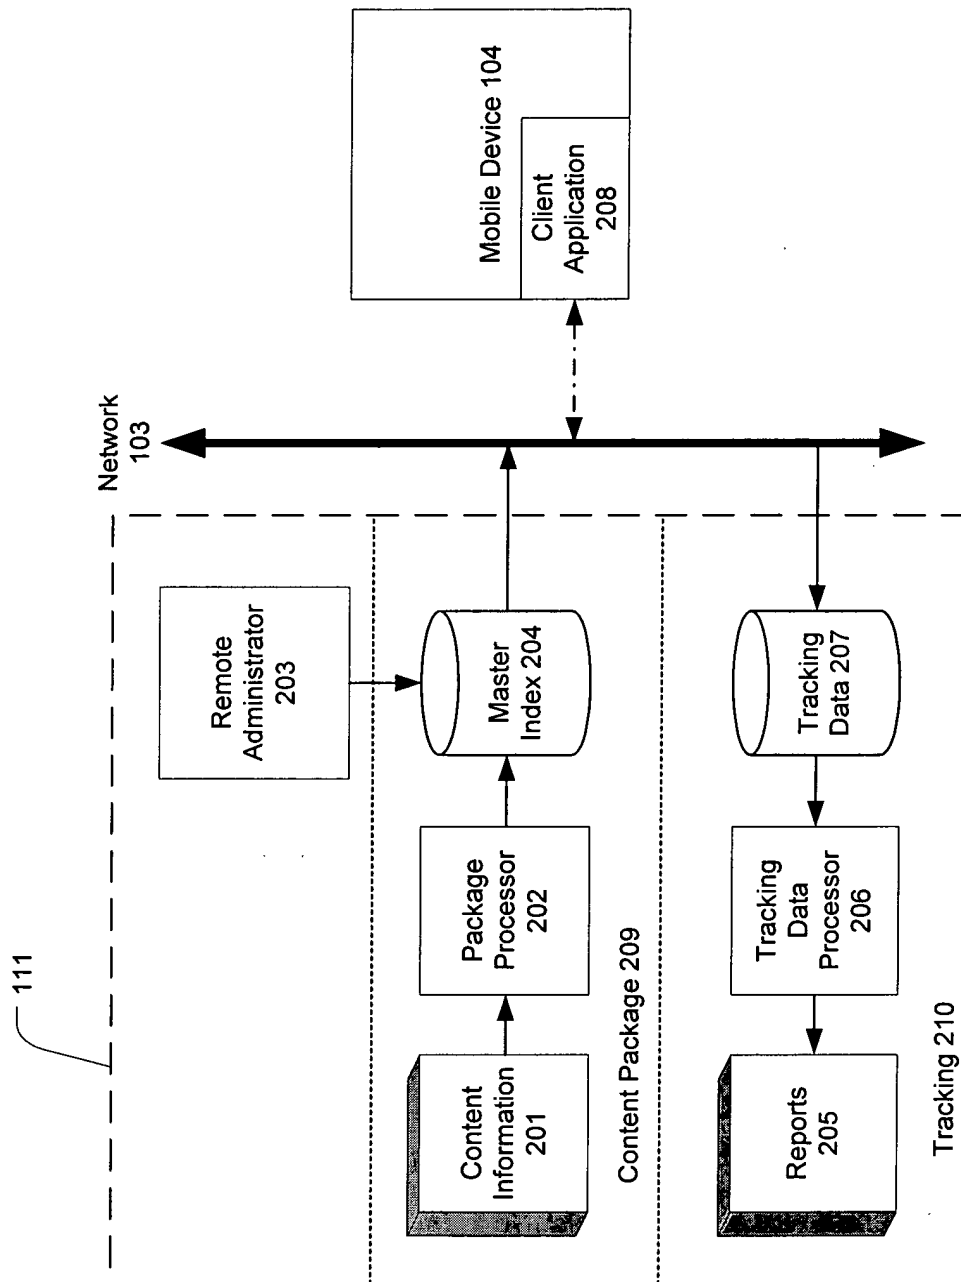 111
Network
103
Remote
Administrator
203
Mobile Device 104
Client
Application
208
Content
Information
201
Package
Processor
202
Master
Index 204
Content Package 209
Reports
205
Tracking
Data
Processor
206
Tracking
Data 207
Tracking 210